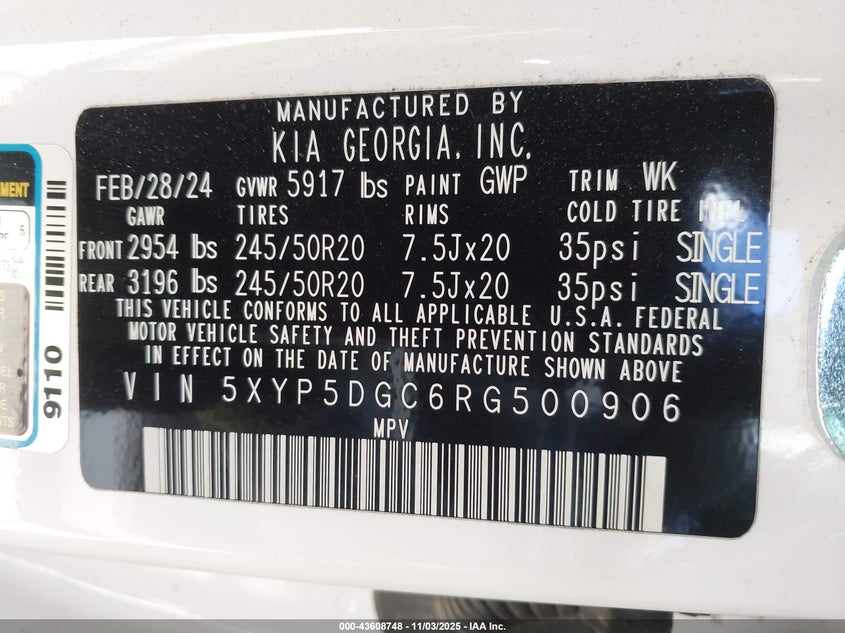 MANUFACTURED BY
KIA GEORGIA, INC.
FEB/28/24 GVWR 5917 lbs PAINT GWP TRIM WK
GAWR TIRES RIMS COLD TIRE INFL
FRONT 2954 lbs 245/50R20 7.5Jx20 35psi SINGLE
REAR 3196 lbs 245/50R20 7.5Jx20 35psi SINGLE
THIS VEHICLE CONFORMS TO ALL APPLICABLE U.S.A. FEDERAL
MOTOR VEHICLE SAFETY AND THEFT PREVENTION STANDARDS
IN EFFECT ON THE DATE OF MANUFACTURE SHOWN ABOVE
VIN 5XYP5DGC6RG500906
MPV
9110
000-43608748 - 11/03/2025 - IAA Inc.